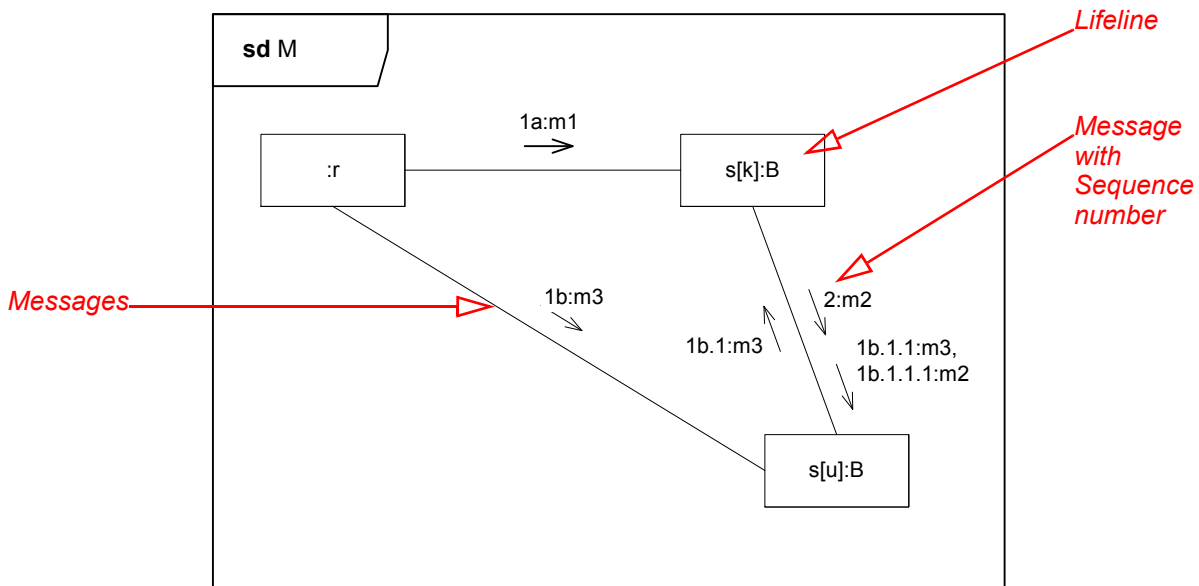 Lifeline
sd M
1a:m1
Message
with
Sequence
number
:r
s[k]:B
Messages
1b:m3
2:m2
1b.1:m3
1b.1.1:m3,
1b.1.1.1:m2
s[u]:B